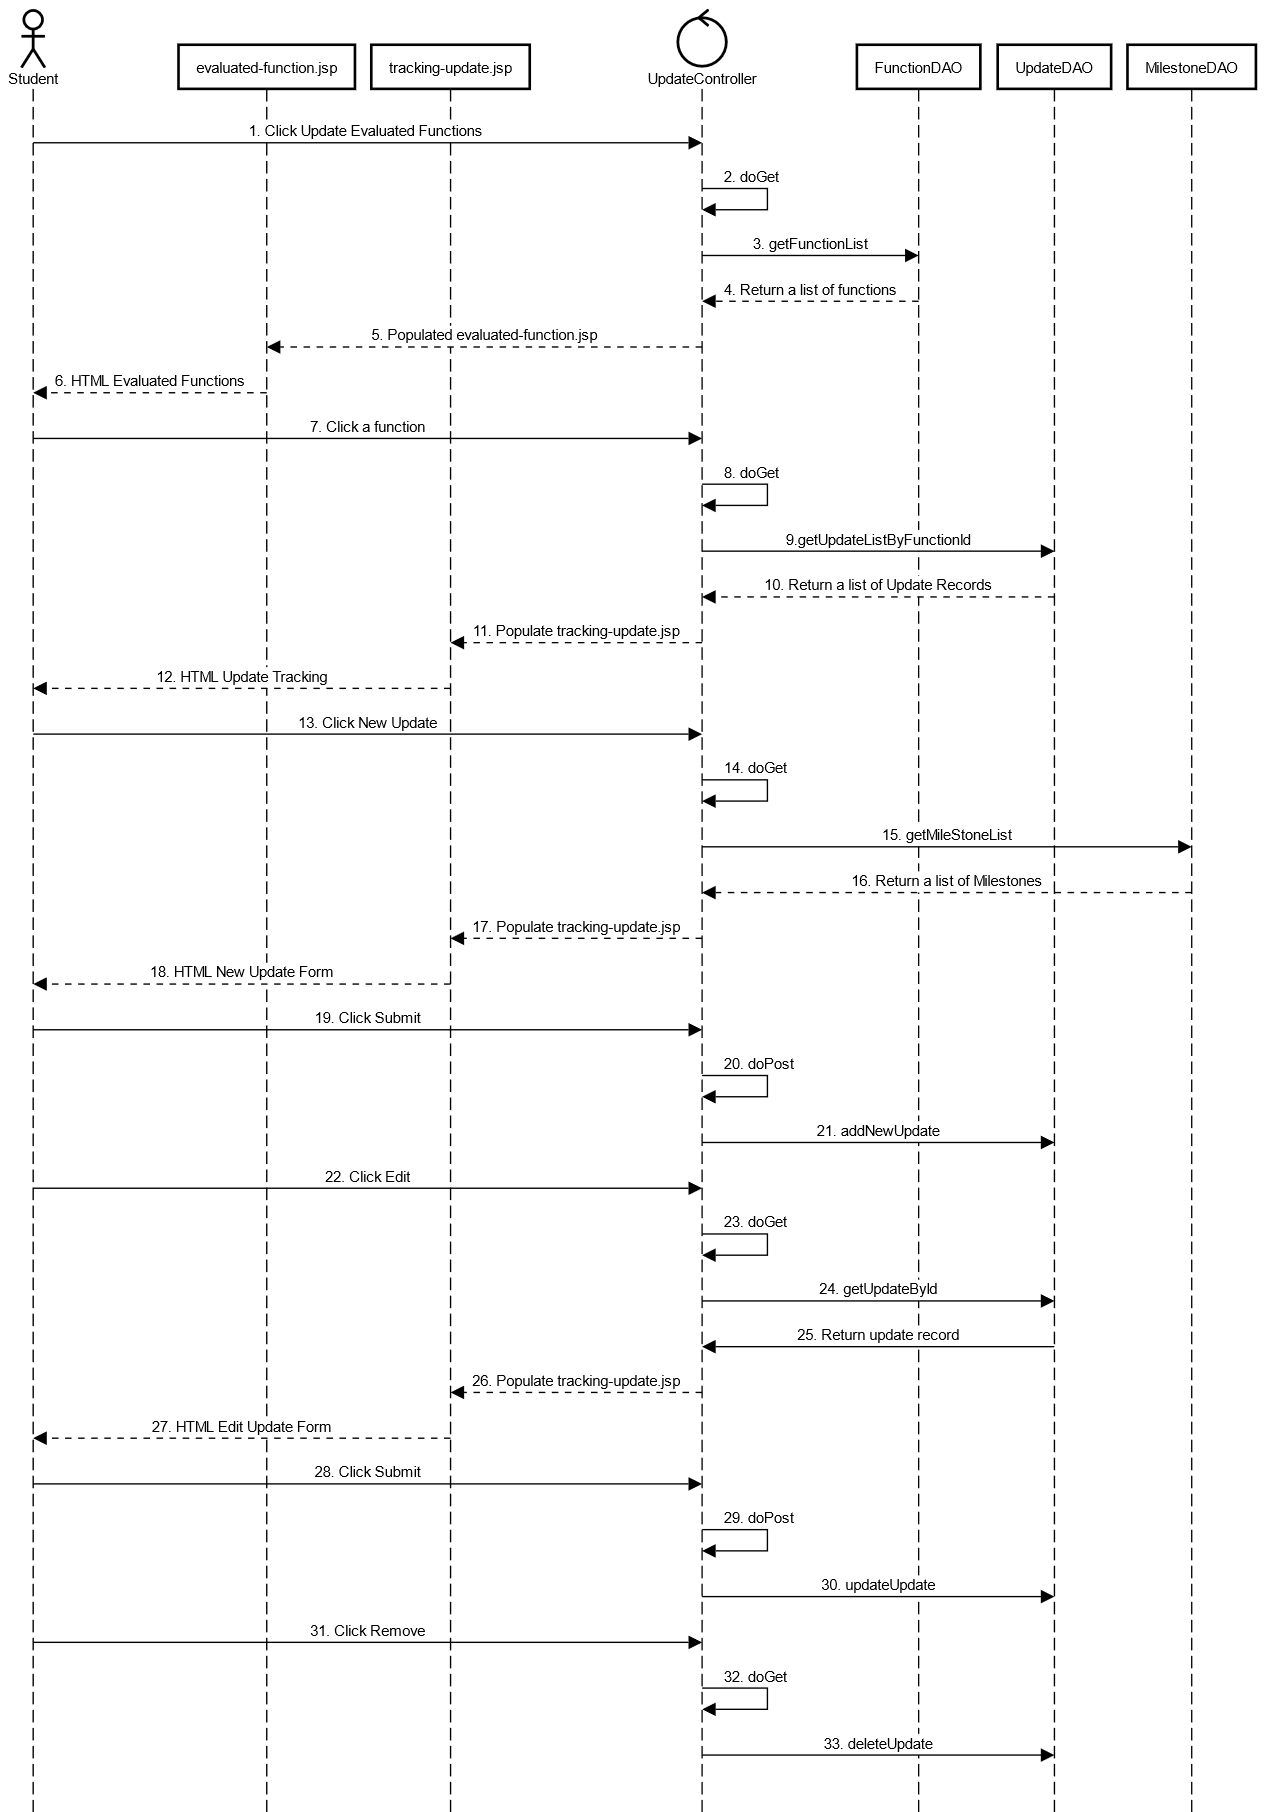 Student
evaluated-function.jsp
tracking-update.jsp
UpdateController
FunctionDAO
UpdateDAO
MilestoneDAO
1. Click Update Evaluated Functions
2. doGet
3. getFunctionList
4. Return a list of functions
5. Populated evaluated-function.jsp
6. HTML Evaluated Functions
7. Click a function
8. doGet
9.getUpdateListByFunctionId
10. Return a list of Update Records
11. Populate tracking-update.jsp
12. HTML Update Tracking
13. Click New Update
14. doGet
15. getMileStoneList
16. Return a list of Milestones
17. Populate tracking-update.jsp
18. HTML New Update Form
19. Click Submit
20. doPost
21. addNewUpdate
22. Click Edit
23. doGet
24. getUpdateById
25. Return update record
26. Populate tracking-update.jsp
27. HTML Edit Update Form
28. Click Submit
29. doPost
30. updateUpdate
31. Click Remove
32. doGet
33. deleteUpdate